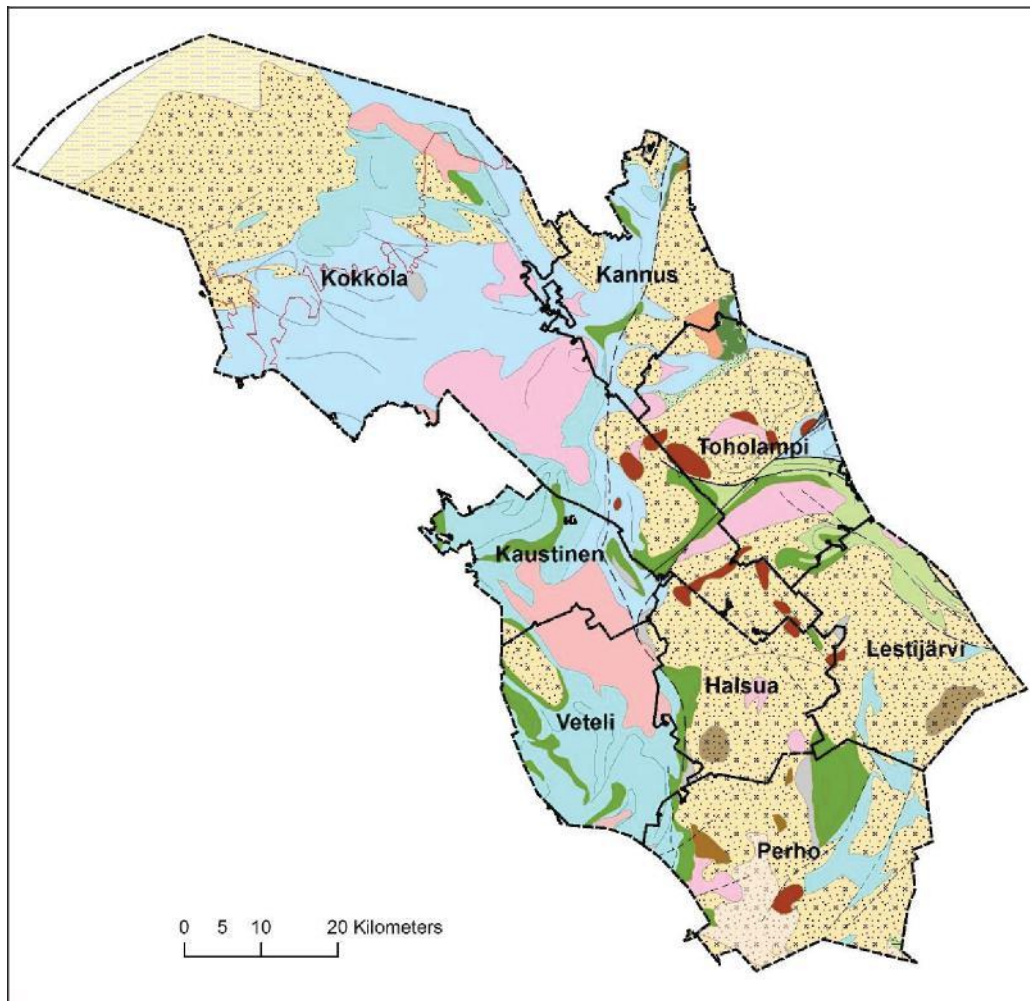 Kokkola
Kannus
Toholampi
Kaustinen
Lestijärvi
Halsua
Veteli
Perho
0 5 10 20 Kilometers